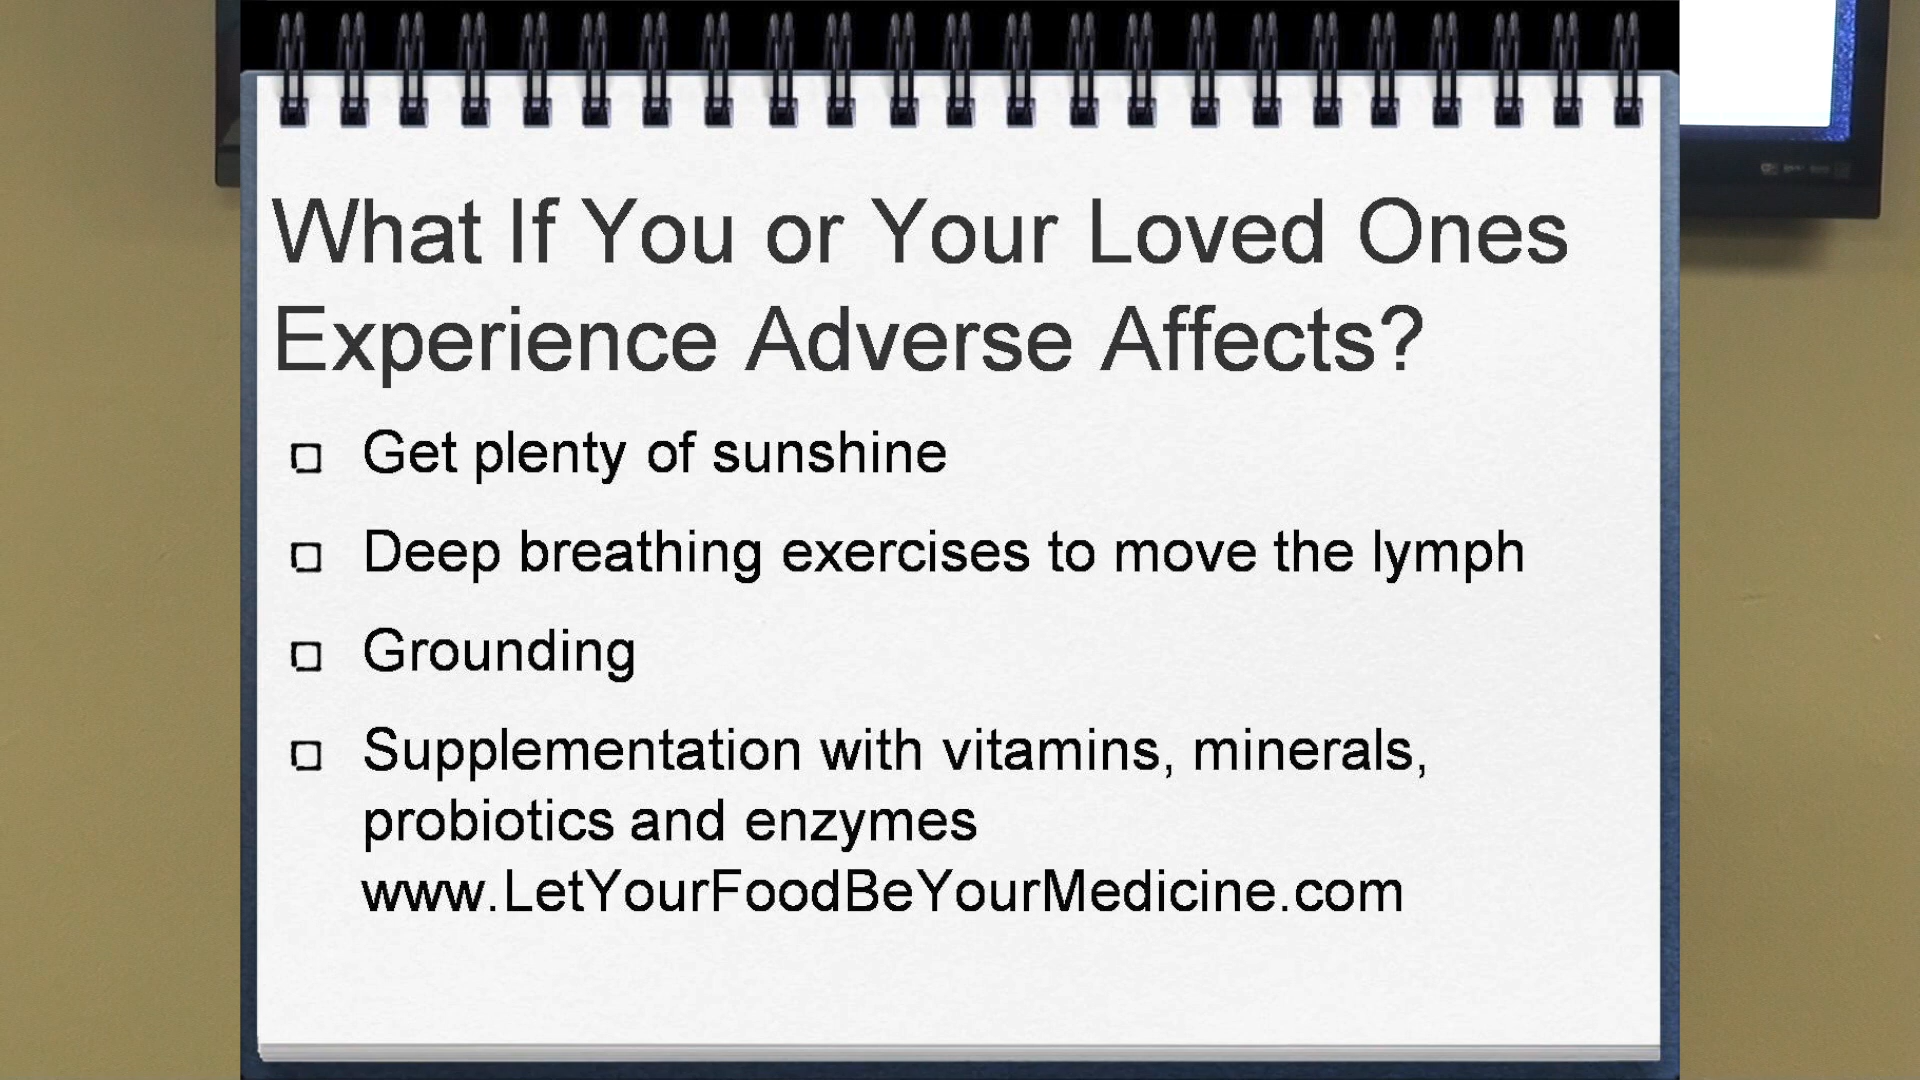 What If You or Your Loved Ones
Experience Adverse Affects?
Get plenty of sunshine
Deep breathing exercises to move the lymph
Grounding
Supplementation with vitamins, minerals,
probiotics and enzymes
www.LetYourFoodBeYourMedicine.com